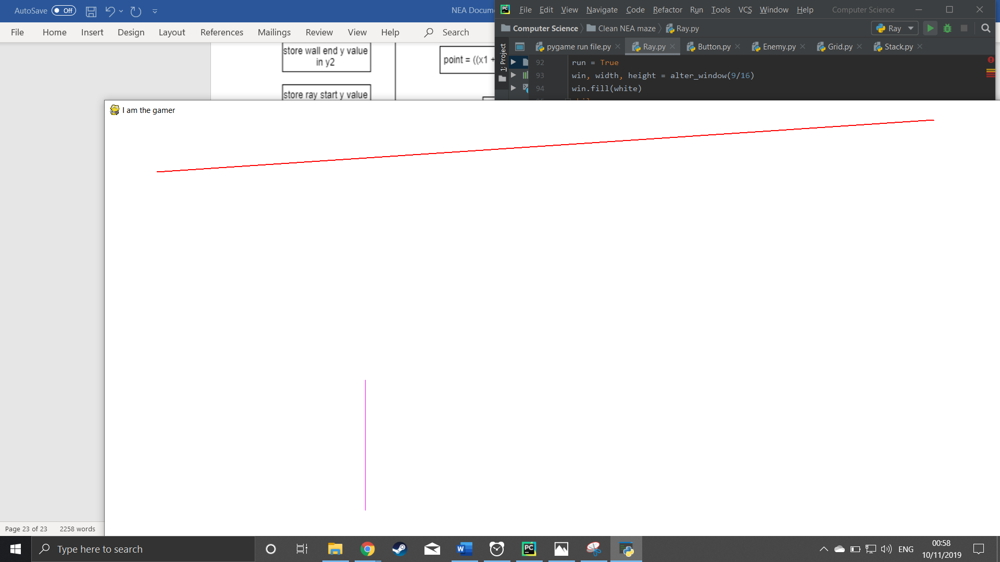 AutoSave Off
NEA Docume
File Home Insert Design Layout References Mailings Review View Help Search
store wall end y value
in y2
store ray start y value
point = ((x1 +
PC File Edit View Navigate Code Refactor Run Tools VCS Window Help Computer Science
Computer Science Clean NEA maze Ray.py Ray
1: Project
pygame run file.py Ray.py Button.py Enemy.py Grid.py Stack.py
92 run = True
93 win, width, height = alter_window(9/16)
94 win.fill(white)
I am the gamer
Page 23 of 23 2258 words
Type here to search
ENG
00:58
10/11/2019